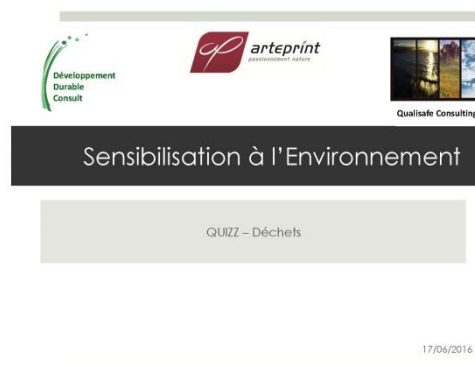 Développement
Durable
Consult
arteprint
passionnément nature
Qualisafe Consulting
Sensibilisation à l'Environnement
QUIZZ – Déchets
17/06/2016